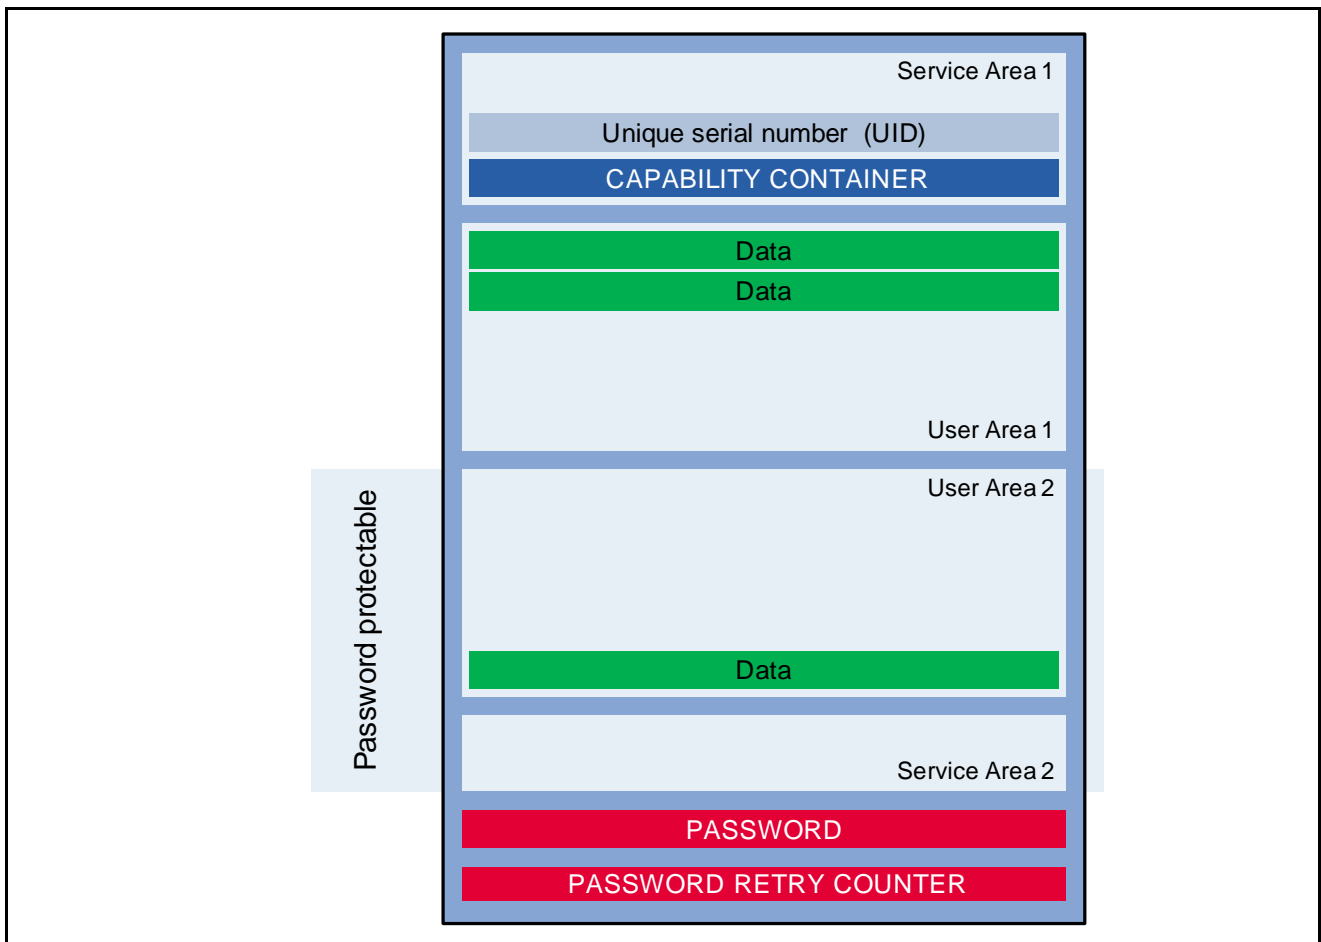 Service Area 1
Unique serial number (UID)
CAPABILITY CONTAINER
Data
Data
User Area 1
User Area 2
Password protectable
Data
Service Area 2
PASSWORD
PASSWORD RETRY COUNTER